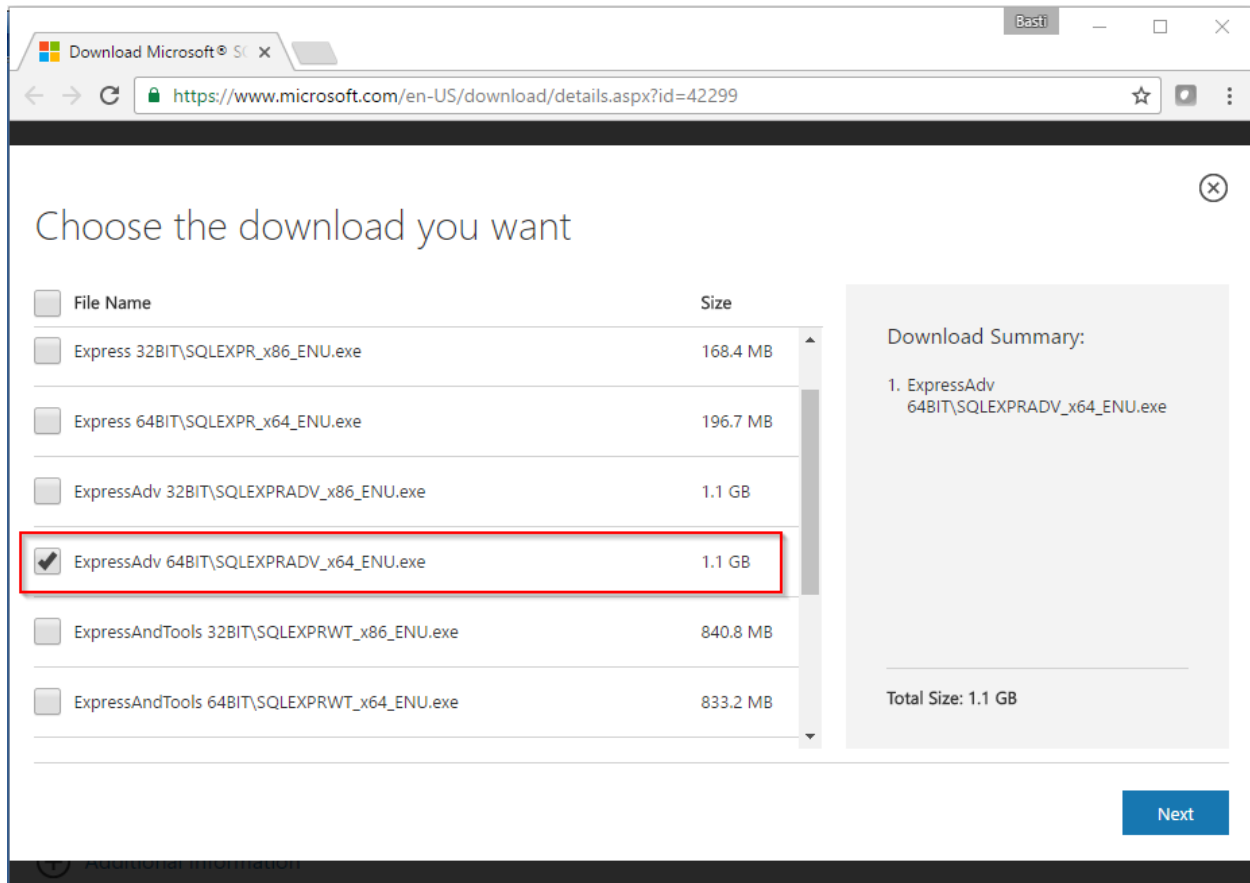 Basti
Download Microsoft® S
https://www.microsoft.com/en-US/download/details.aspx?id=42299
Choose the download you want
File Name Size
Express 32BIT\SQLEXPR_x86_ENU.exe 168.4 MB
Express 64BIT\SQLEXPR_x64_ENU.exe 196.7 MB
ExpressAdv 32BIT\SQLEXPRADV_x86_ENU.exe 1.1 GB
ExpressAdv 64BIT\SQLEXPRADV_x64_ENU.exe 1.1 GB
ExpressAndTools 32BIT\SQLEXPRWT_x86_ENU.exe 840.8 MB
ExpressAndTools 64BIT\SQLEXPRWT_x64_ENU.exe 833.2 MB
Download Summary:
1. ExpressAdv
64BIT\SQLEXPRADV_x64_ENU.exe
Total Size: 1.1 GB
Next
Additional information